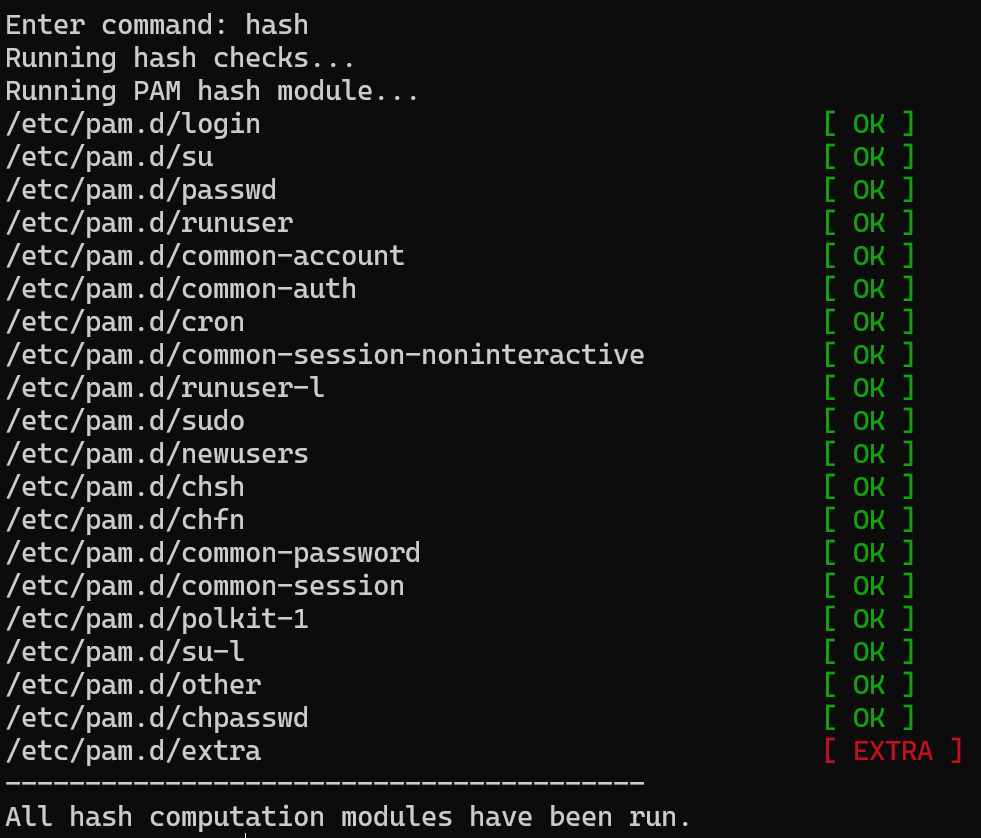 Enter command: hash
Running hash checks...
Running PAM hash module...
/etc/pam.d/login [ OK ]
/etc/pam.d/su [ OK ]
/etc/pam.d/passwd [ OK ]
/etc/pam.d/runuser [ OK ]
/etc/pam.d/common-account [ OK ]
/etc/pam.d/common-auth [ OK ]
/etc/pam.d/cron [ OK ]
/etc/pam.d/common-session-noninteractive [ OK ]
/etc/pam.d/runuser-l [ OK ]
/etc/pam.d/sudo [ OK ]
/etc/pam.d/newusers [ OK ]
/etc/pam.d/chsh [ OK ]
/etc/pam.d/chfn [ OK ]
/etc/pam.d/common-password [ OK ]
/etc/pam.d/common-session [ OK ]
/etc/pam.d/polkit-1 [ OK ]
/etc/pam.d/su-l [ OK ]
/etc/pam.d/other [ OK ]
/etc/pam.d/chpasswd [ OK ]
/etc/pam.d/extra [ EXTRA ]
----------------------------------------
All hash computation modules have been run.